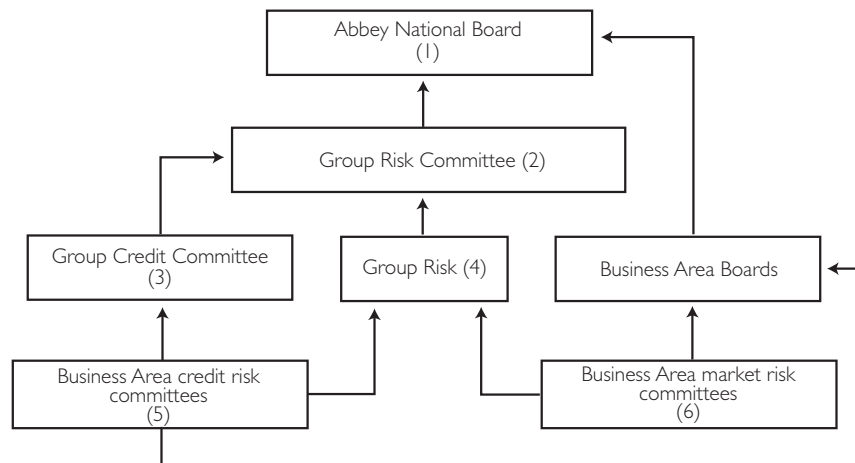 Abbey National Board
(1)
Group Risk Committee (2)
Group Credit Committee
(3)
Group Risk (4)
Business Area Boards
Business Area credit risk
committees
(5)
Business Area market risk
committees
(6)